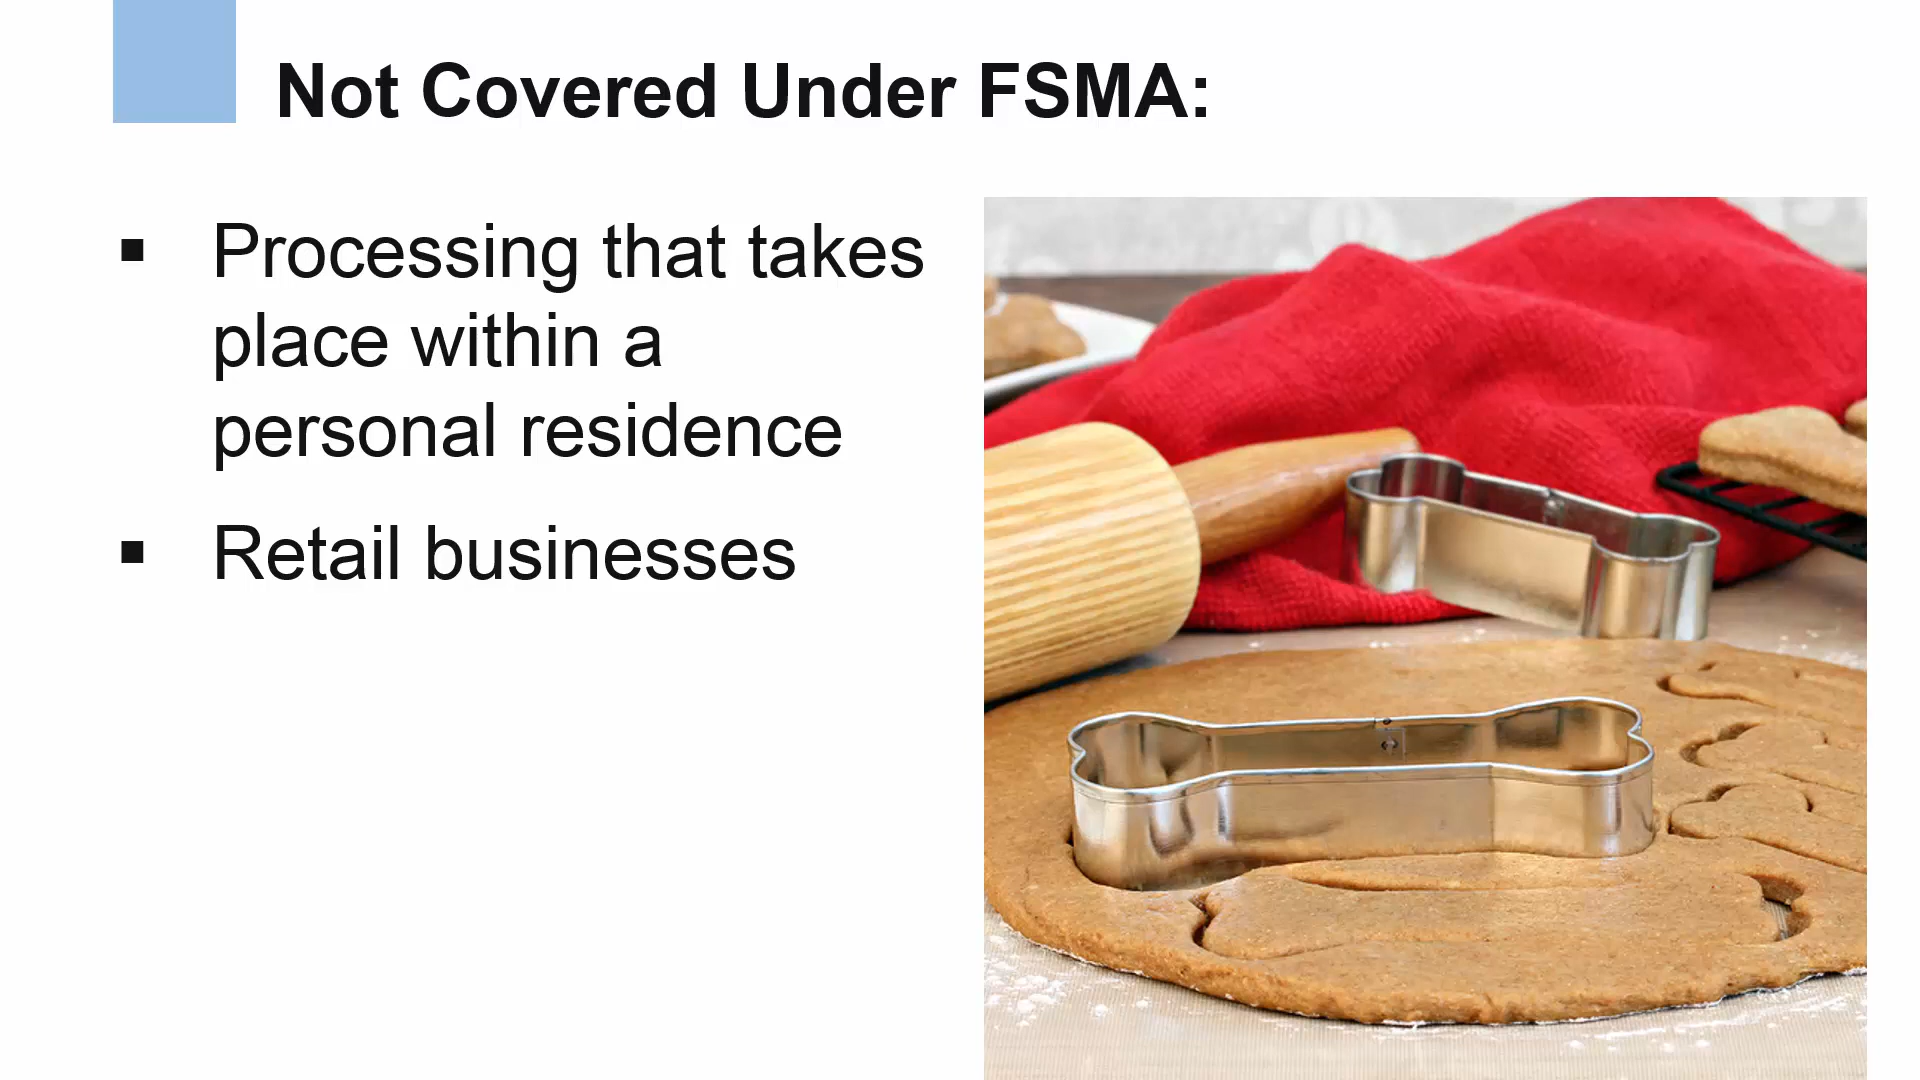 Not Covered Under FSMA:
▪ Processing that takes
place within a
personal residence
▪ Retail businesses